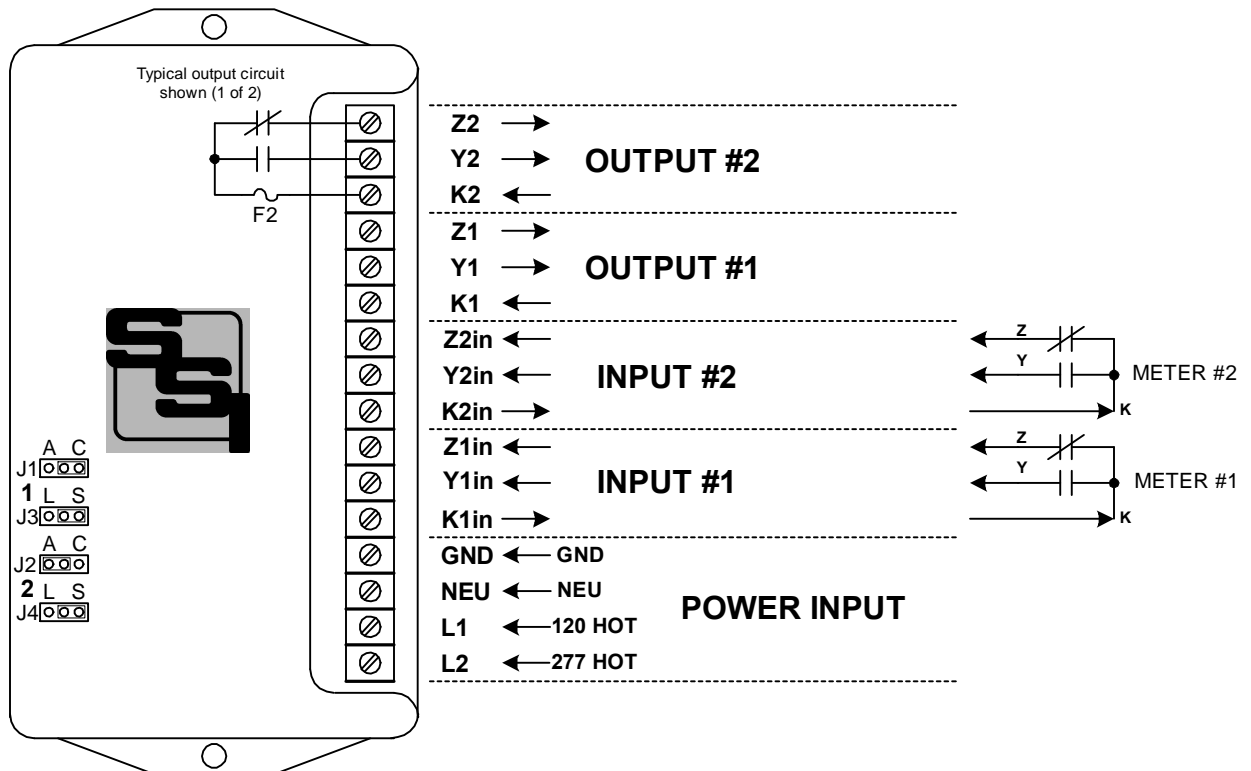 Typical output circuit
shown (1 of 2)
F2
Z2
Y2
K2
OUTPUT #2
Z1
Y1
K1
OUTPUT #1
Z2in
Y2in
K2in
INPUT #2
Z
Y
K
METER #2
Z1in
Y1in
K1in
INPUT #1
Z
Y
K
METER #1
GND
GND
NEU
NEU
L1
120 HOT
L2
277 HOT
POWER INPUT
SSI
A C
J1
1 L S
J3
A C
J2
2 L S
J4